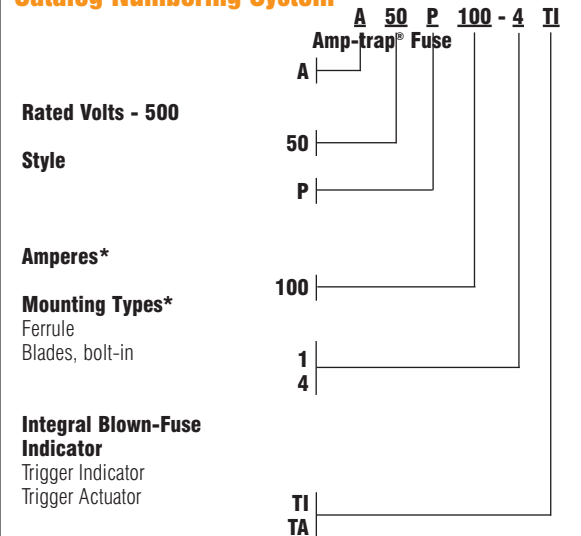 Catalog Numbering System
A 50 P 100 - 4 TI
Amp-trap® Fuse
A
Rated Volts - 500
50
Style
P
Amperes*
100
Mounting Types*
Ferrule
Blades, bolt-in
1
4
Integral Blown-Fuse
Indicator
Trigger Indicator
Trigger Actuator
TI
TA